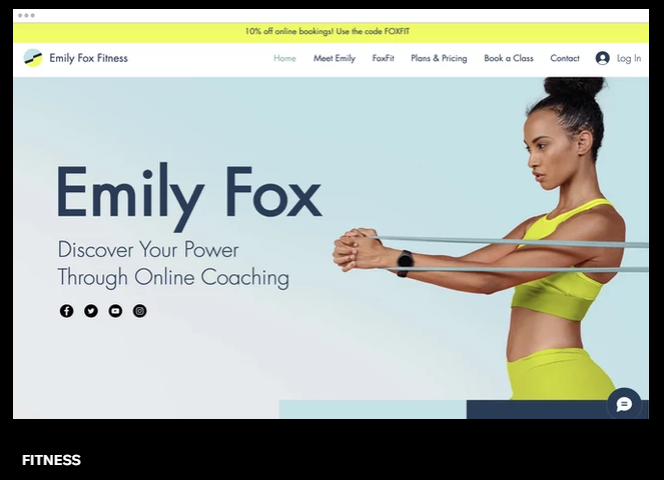 10% off online bookings! Use the code FOXFIT
Emily Fox Fitness
Home Meet Emily FoxFit Plans & Pricing Book a Class Contact Log In
Emily Fox
Discover Your Power
Through Online Coaching
FITNESS